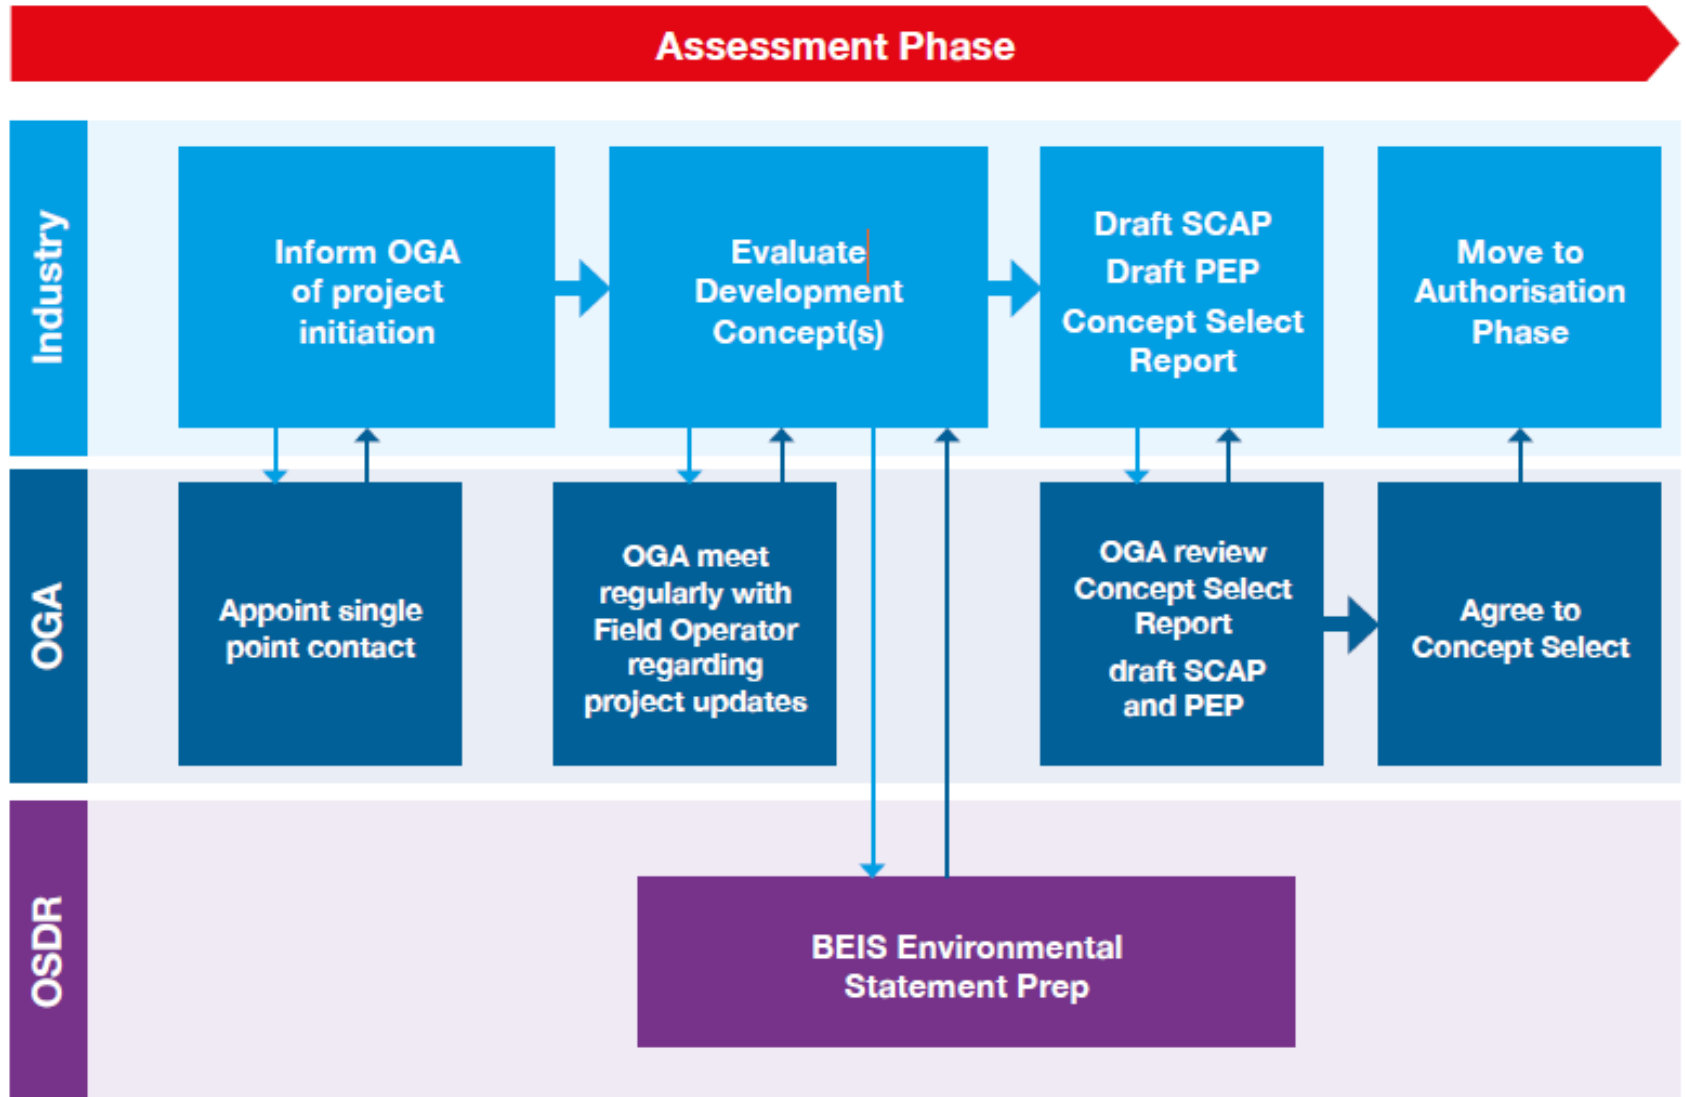 Assessment Phase
Industry
Inform OGA
of project
initiation
Evaluate
Development
Concept(s)
Draft SCAP
Draft PEP
Concept Select
Report
Move to
Authorisation
Phase
OGA
Appoint single
point contact
OGA meet
regularly with
Field Operator
regarding
project updates
OGA review
Concept Select
Report
draft SCAP
and PEP
Agree to
Concept Select
OSDR
BEIS Environmental
Statement Prep